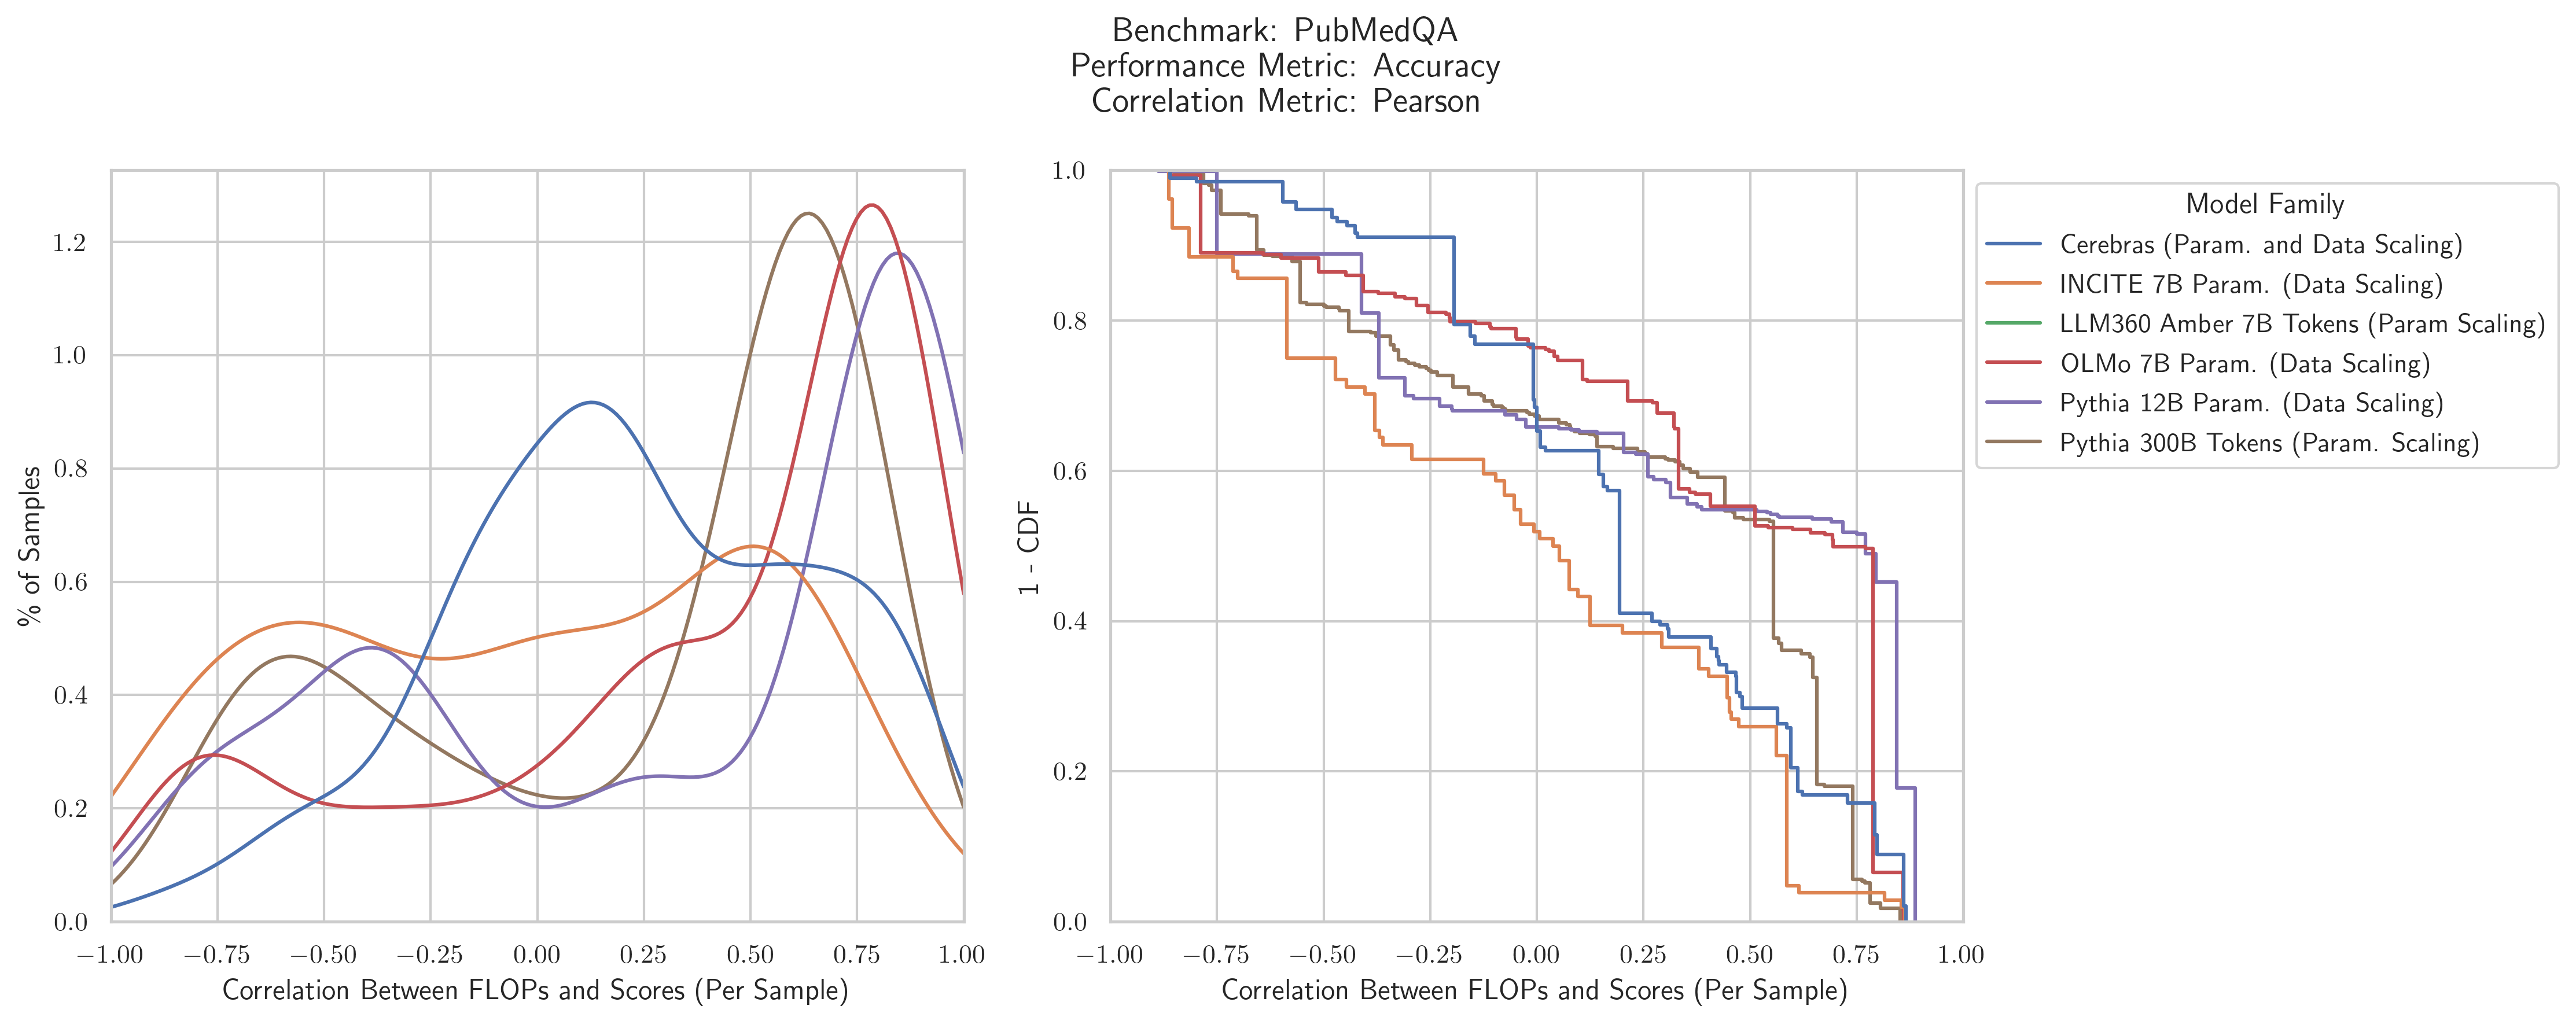 Benchmark: PubMedQA
Performance Metric: Accuracy
Correlation Metric: Pearson
% of Samples
1.2
1.0
0.8
0.6
0.4
0.2
0.0
−1.00 −0.75 −0.50 −0.25 0.00 0.25 0.50 0.75 1.00
Correlation Between FLOPs and Scores (Per Sample)
1 - CDF
1.0
0.8
0.6
0.4
0.2
0.0
−1.00 −0.75 −0.50 −0.25 0.00 0.25 0.50 0.75 1.00
Correlation Between FLOPs and Scores (Per Sample)
Model Family
Cerebras (Param. and Data Scaling)
INCITE 7B Param. (Data Scaling)
LLM360 Amber 7B Tokens (Param Scaling)
OLMo 7B Param. (Data Scaling)
Pythia 12B Param. (Data Scaling)
Pythia 300B Tokens (Param. Scaling)